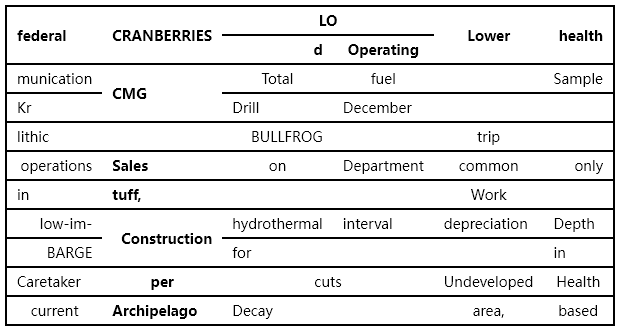 federal CRANBERRIES LO Lower health
d Operating
munication CMG Total fuel Sample
Kr Drill December
lithic BULLFROG trip
operations Sales on Department common only
in tuff, Work
low-im- Construction hydrothermal interval depreciation Depth
BARGE for in
Caretaker per cuts Undeveloped Health
current Archipelago Decay area, based